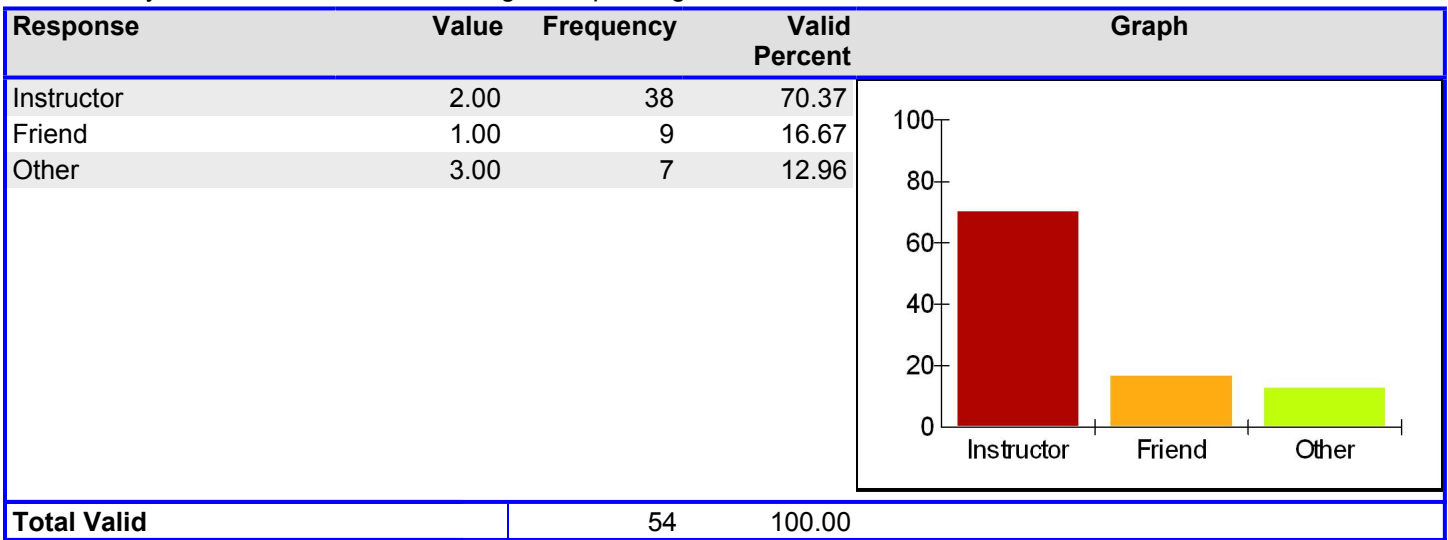 Response Value Frequency Valid Percent Graph
Instructor 2.00 38 70.37
Friend 1.00 9 16.67
Other 3.00 7 12.96
100
80
60
40
20
0
Instructor Friend Other
Total Valid 54 100.00